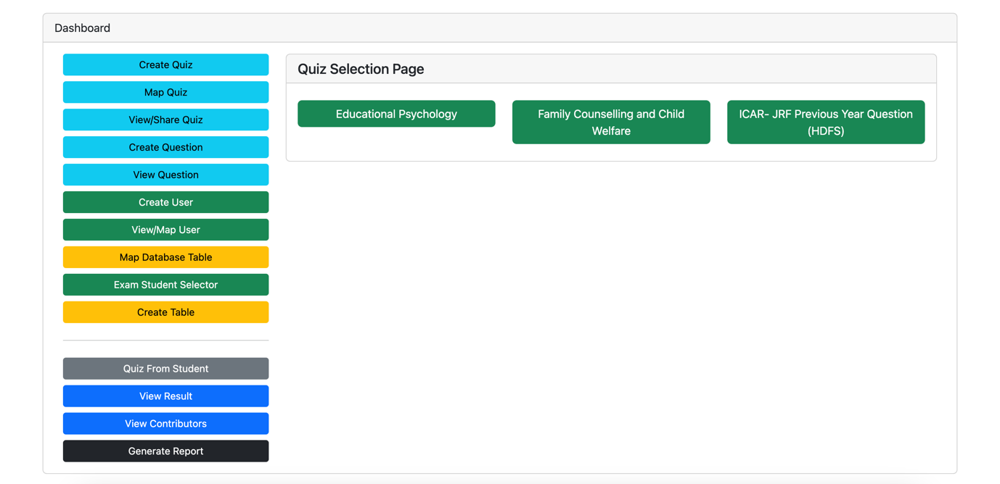 Dashboard
Create Quiz
Map Quiz
View/Share Quiz
Create Question
View Question
Create User
View/Map User
Map Database Table
Exam Student Selector
Create Table
Quiz From Student
View Result
View Contributors
Generate Report
Quiz Selection Page
Educational Psychology
Family Counselling and Child
Welfare
ICAR- JRF Previous Year Question
(HDFS)